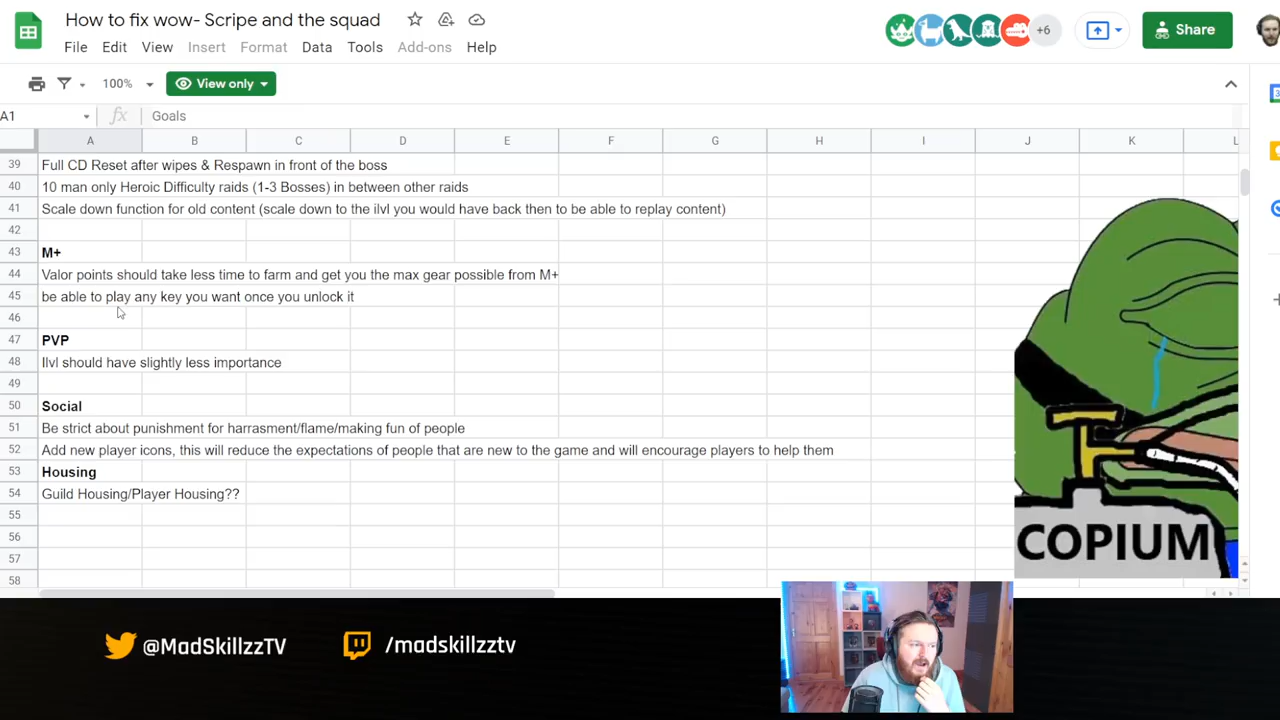 How to fix wow- Scripe and the squad
File Edit View Insert Format Data Tools Add-ons Help
+6
Share
100%
View only
A1
fx
Goals
A B C D E F G H I J K L
39 Full CD Reset after wipes & Respawn in front of the boss
40 10 man only Heroic Difficulty raids (1-3 Bosses) in between other raids
41 Scale down function for old content (scale down to the ilvl you would have back then to be able to replay content)
42
43 M+
44 Valor points should take less time to farm and get you the max gear possible from M+
45 be able to play any key you want once you unlock it
46
47 PVP
48 Ilvl should have slightly less importance
49
50 Social
51 Be strict about punishment for harrasment/flame/making fun of people
52 Add new player icons, this will reduce the expectations of people that are new to the game and will encourage players to help them
53 Housing
54 Guild Housing/Player Housing??
55
56
57
58
COPIUM
@MadSkillzzTV
/madskillzztv